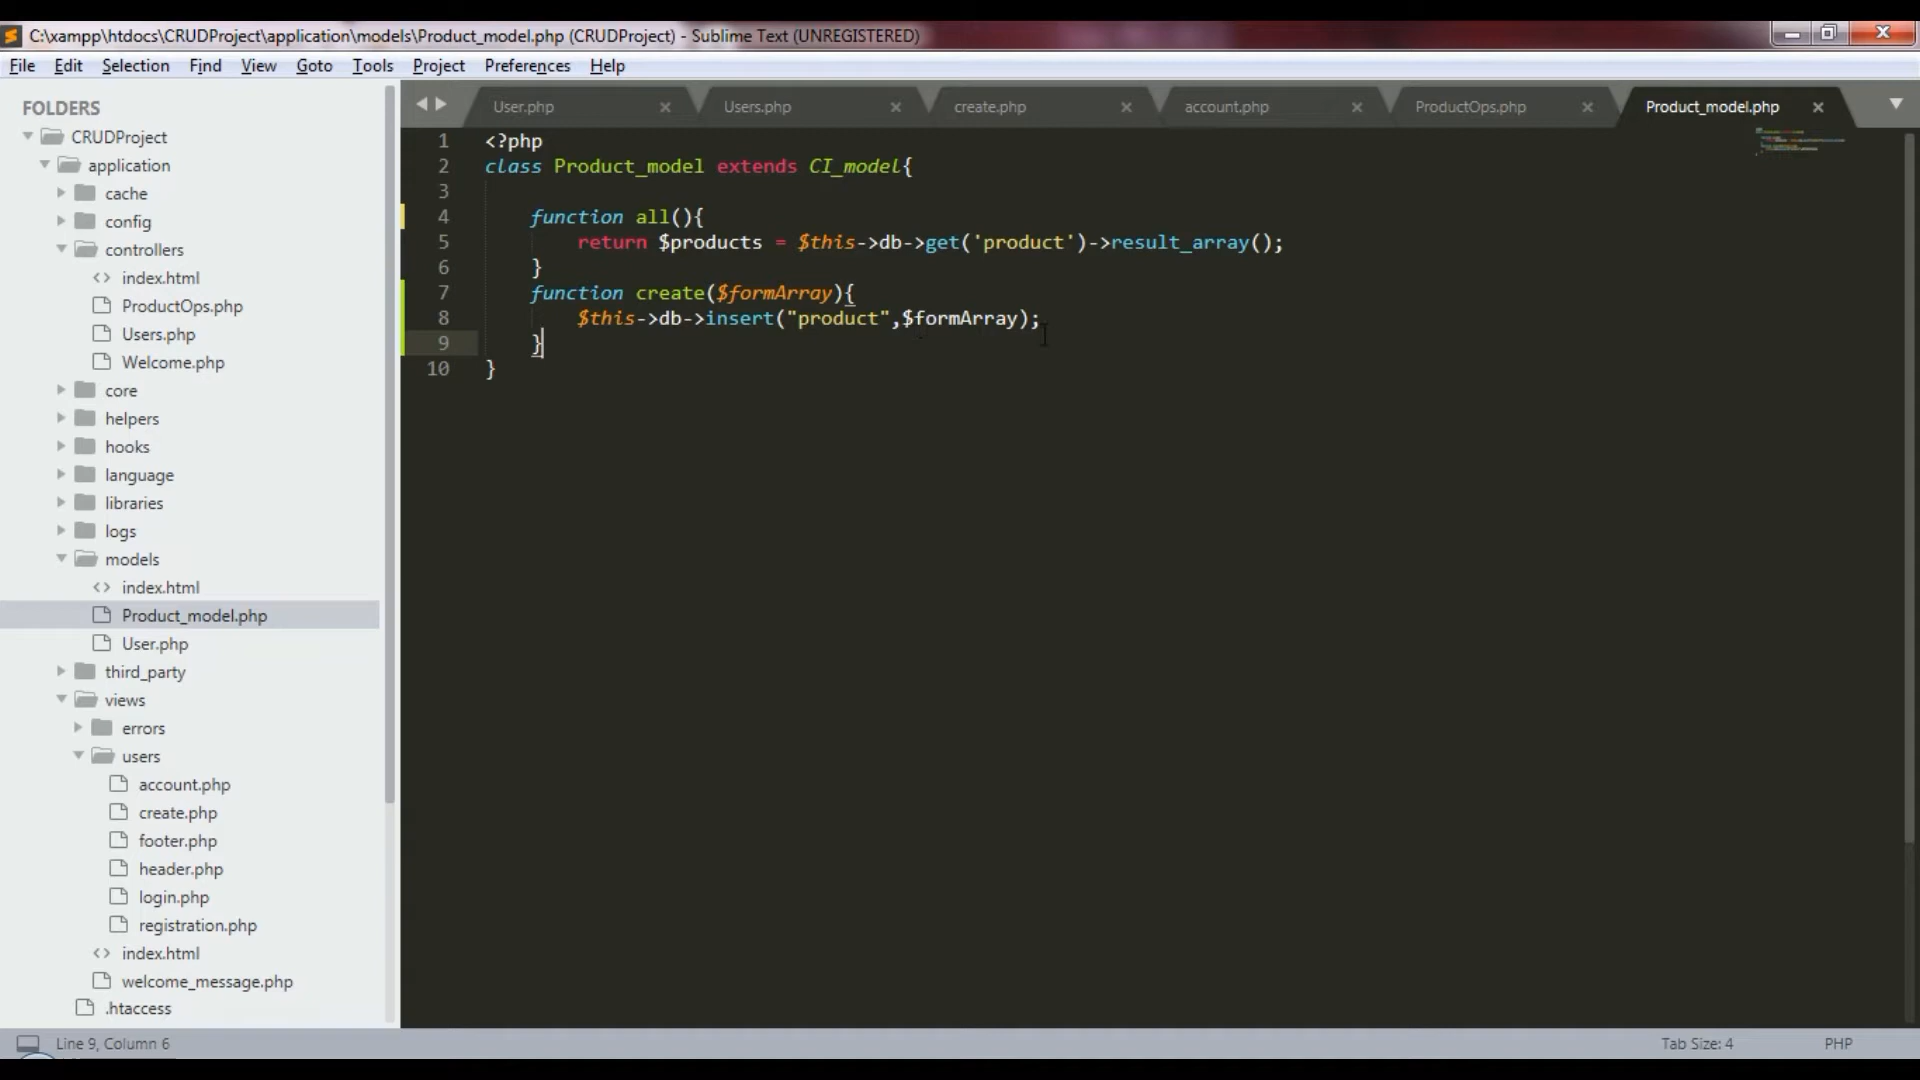 C:\xampp\htdocs\CRUDProject\application\models\Product_model.php (CRUDProject) - Sublime Text (UNREGISTERED)
File Edit Selection Find View Goto Tools Project Preferences Help
FOLDERS
CRUDProject
application
cache
config
controllers
index.html
ProductOps.php
Users.php
Welcome.php
core
helpers
hooks
language
libraries
logs
models
index.html
Product_model.php
User.php
third_party
views
errors
users
account.php
create.php
footer.php
header.php
login.php
registration.php
index.html
welcome_message.php
.htaccess
User.php Users.php create.php account.php ProductOps.php Product_model.php
1 <?php
2 class Product_model extends CI_model{
3
4 function all(){
5 return $products = $this->db->get('product')->result_array();
6 }
7 function create($formArray){
8 $this->db->insert("product",$formArray);
9 }
10 }
Line 9, Column 6 Tab Size: 4 PHP